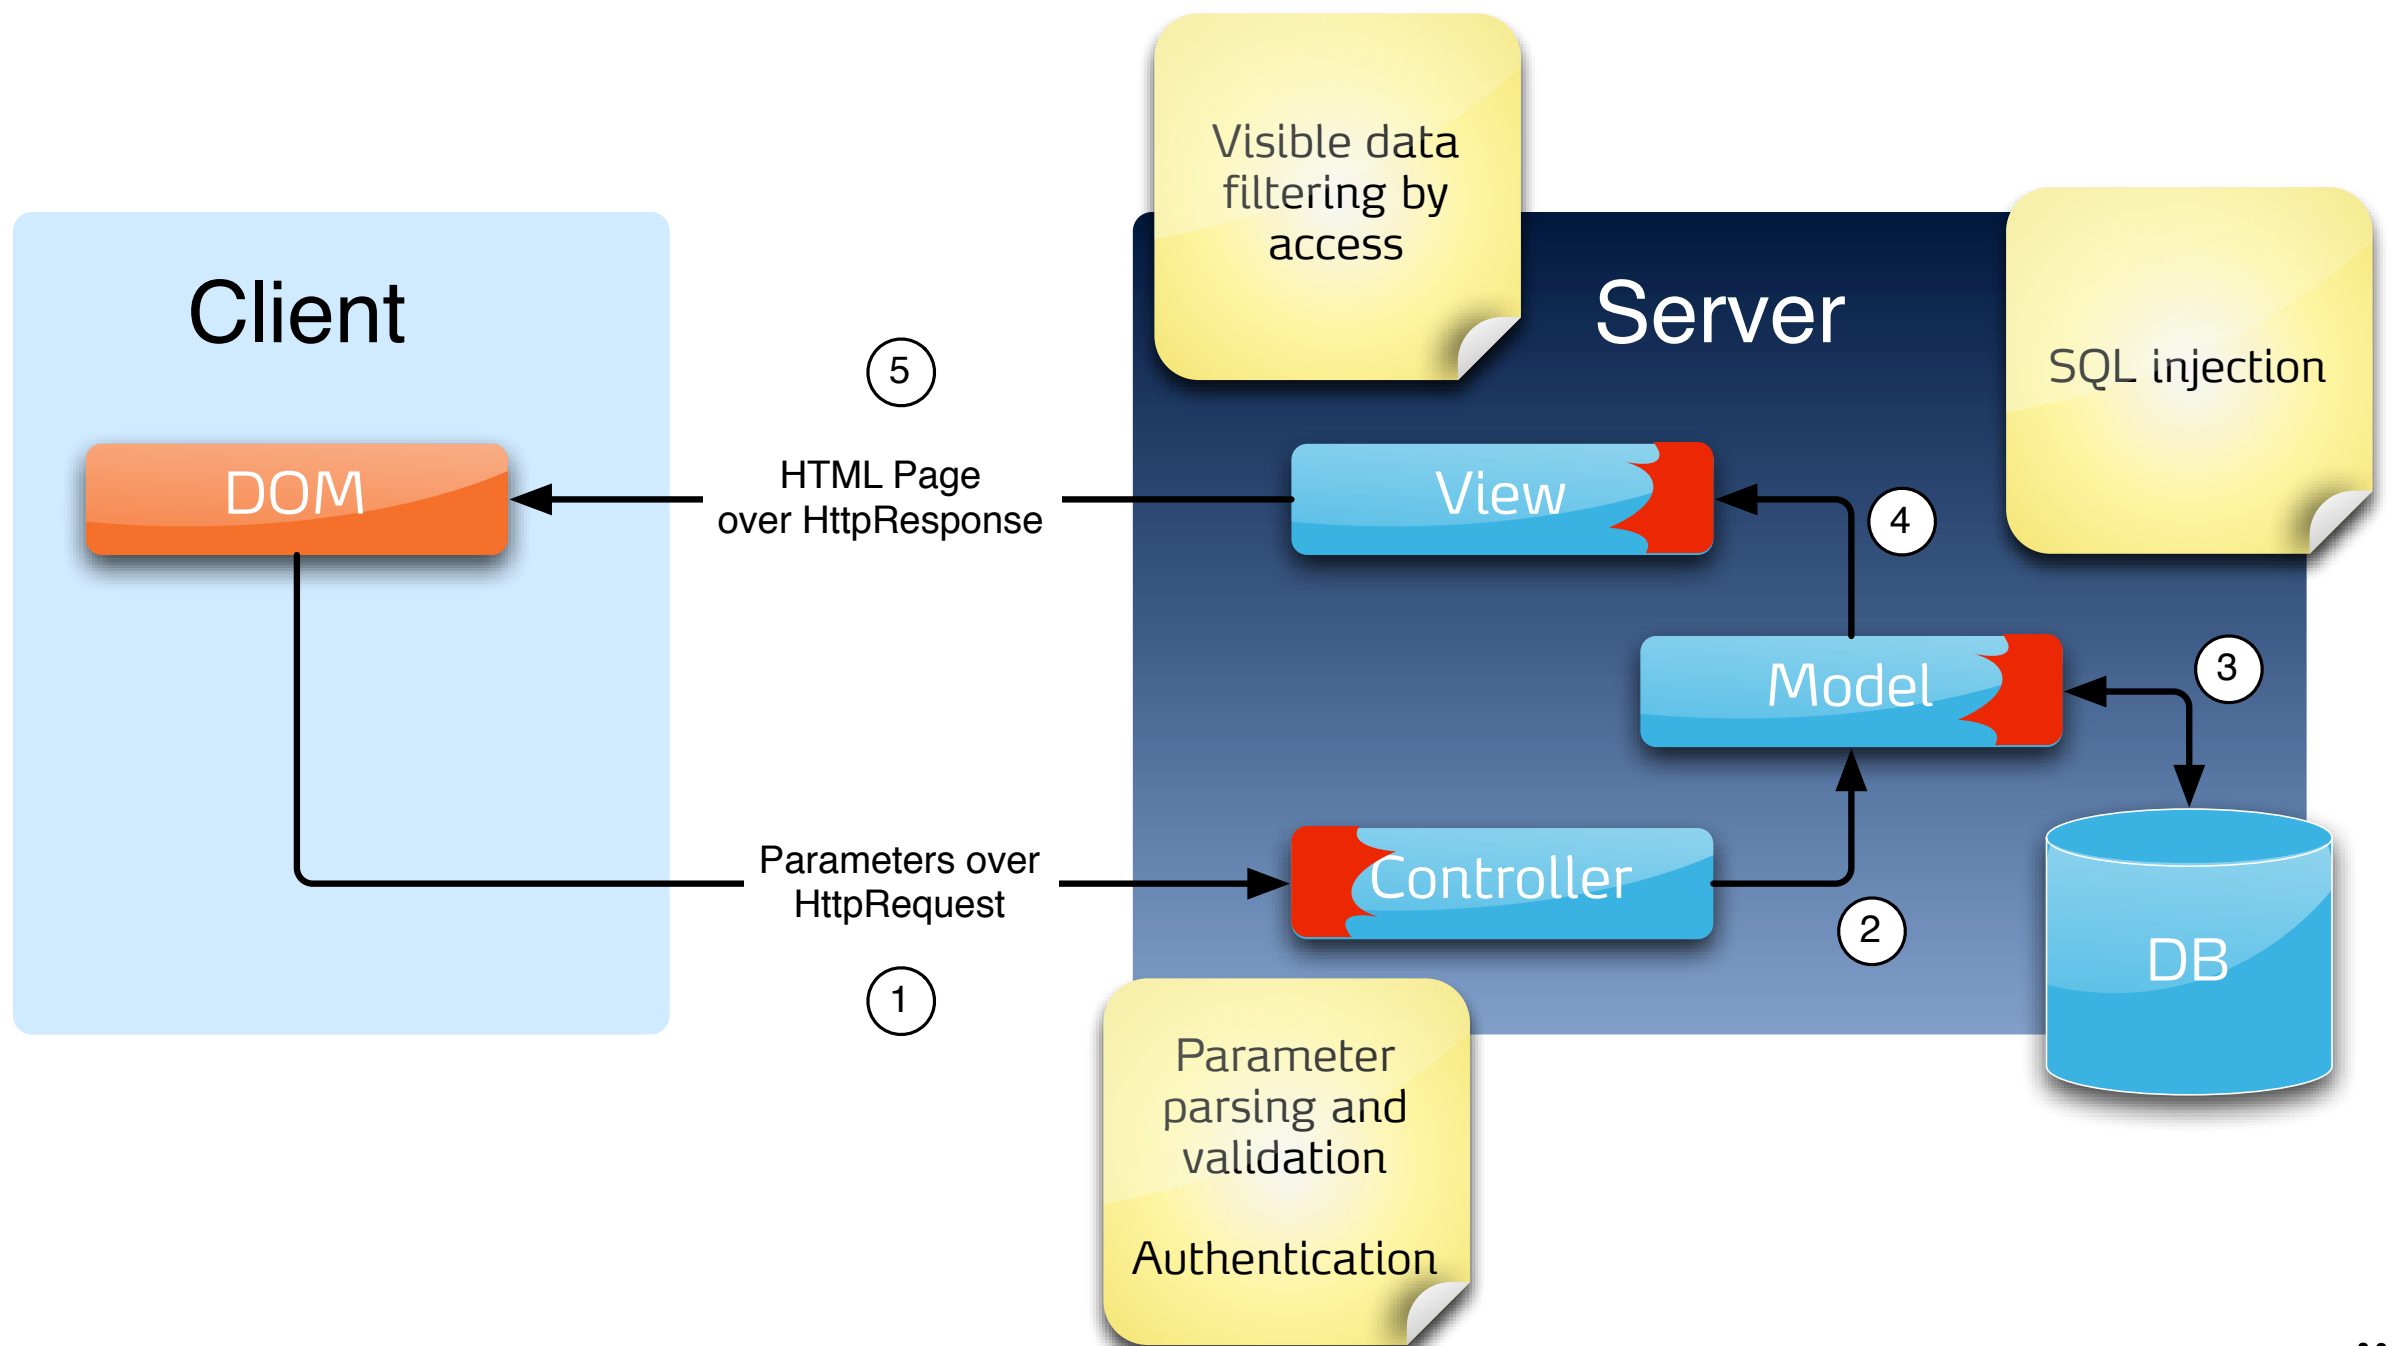 Visible data
filtering by
access
Client
Server
SQL injection
5
DOM
HTML Page
over HttpResponse
View
4
Model
3
Parameters over
HttpRequest
Controller
2
DB
1
Parameter
parsing and
validation
Authentication